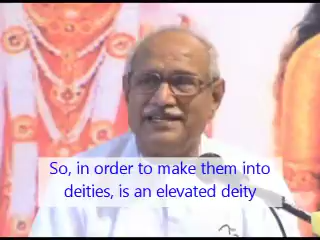 So, in order to make them into
deities, is an elevated deity